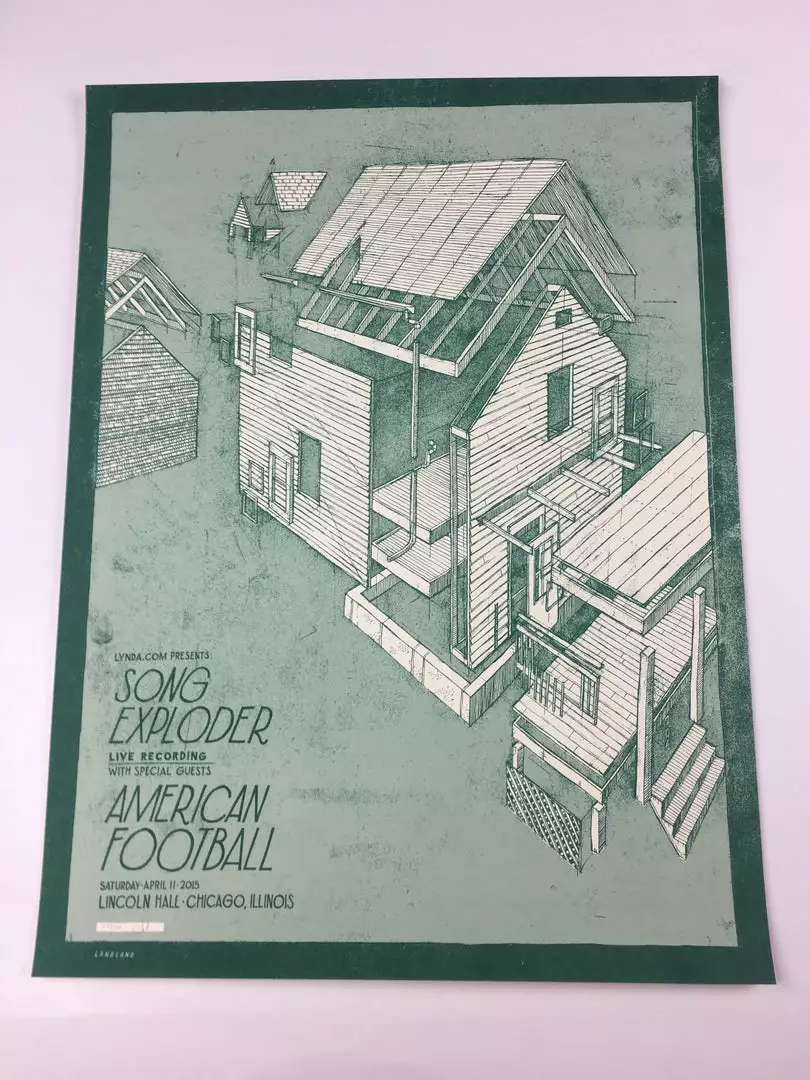 LYNDA.COM PRESENTS:
SONG
EXPLODER
LIVE RECORDING
WITH SPECIAL GUESTS
AMERICAN
FOOTBALL
SATURDAY·APRIL 11·2015
LINCOLN HALL·CHICAGO, ILLINOIS
LANDLAND